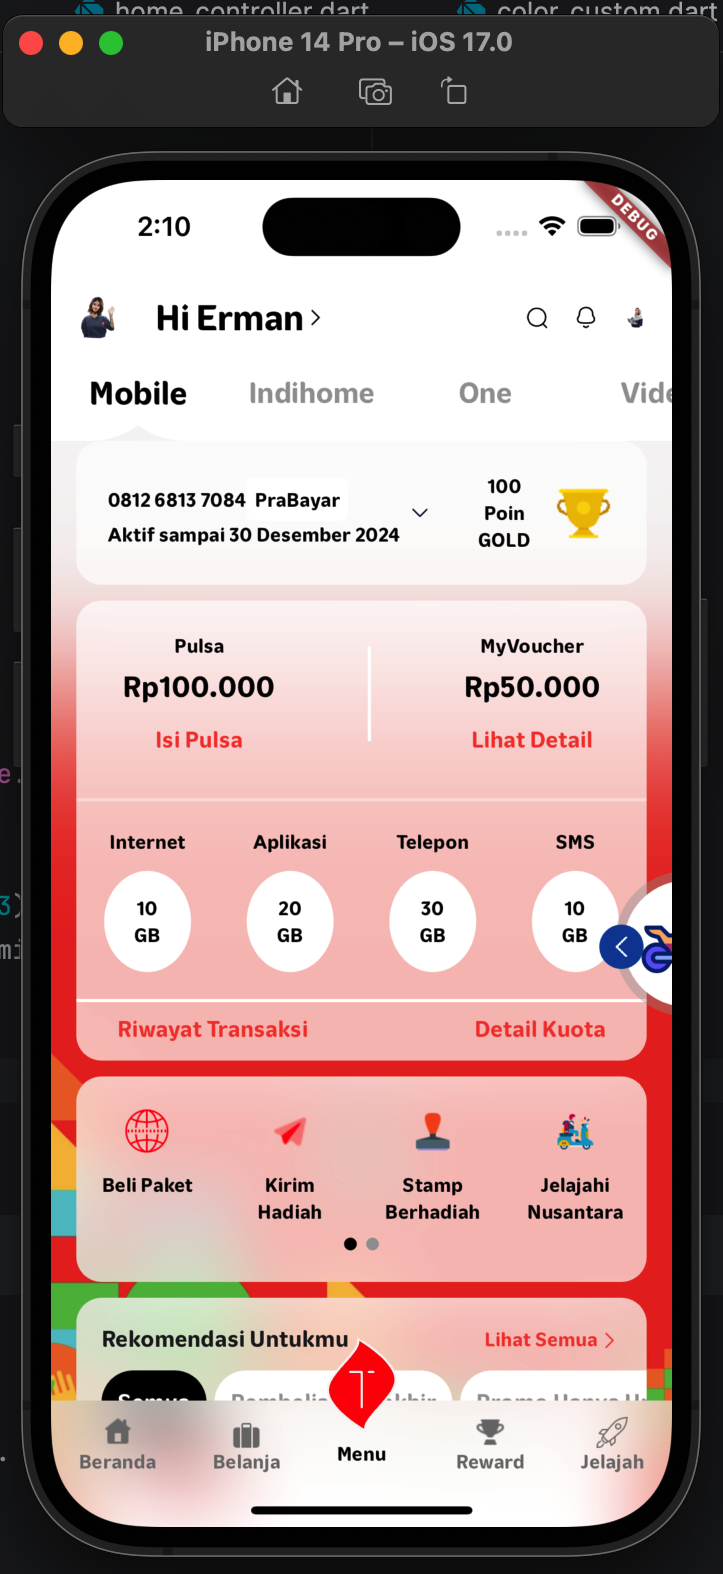 home_controller.dart
color_custom.dart
iPhone 14 Pro – iOS 17.0
2:10
DEBUG
Hi Erman
Mobile
Indihome
One
0812 6813 7084 PraBayar
Aktif sampai 30 Desember 2024
100
Poin
GOLD
Pulsa
Rp100.000
Isi Pulsa
MyVoucher
Rp50.000
Lihat Detail
Internet
Aplikasi
Telepon
SMS
10
GB
20
GB
30
GB
10
GB
Riwayat Transaksi
Detail Kuota
Beli Paket
Kirim
Hadiah
Stamp
Berhadiah
Jelajahi
Nusantara
Rekomendasi Untukmu
Lihat Semua
Semua
Beranda
Belanja
Menu
Reward
Jelajah